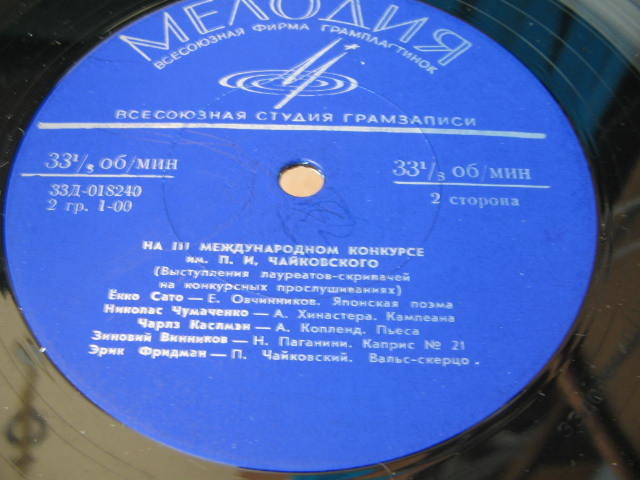 МЕЛОДИЯ
ВСЕСОЮЗНАЯ ФИРМА ГРАМПЛАСТИНОК
ВСЕСОЮЗНАЯ СТУДИЯ ГРАМЗАПИСИ
33¹/₃ об/мин
33Д-018240
2 гр. 1-00
33¹/₃ об/мин
2 сторона
НА III МЕЖДУНАРОДНОМ КОНКУРСЕ
им. П. И. ЧАЙКОВСКОГО
(Выступления лауреатов-скрипачей
на конкурсных прослушиваниях)
Екко Сато — Е. Овчинников. Японская поэма
Николас Чумаченко — А. Хинастера. Кампеана
Чарлз Каслмэн — А. Копленд. Пьеса
Зиновий Винников — Н. Паганини. Каприс № 21
Эрик Фридман — П. Чайковский. Вальс-скерцо